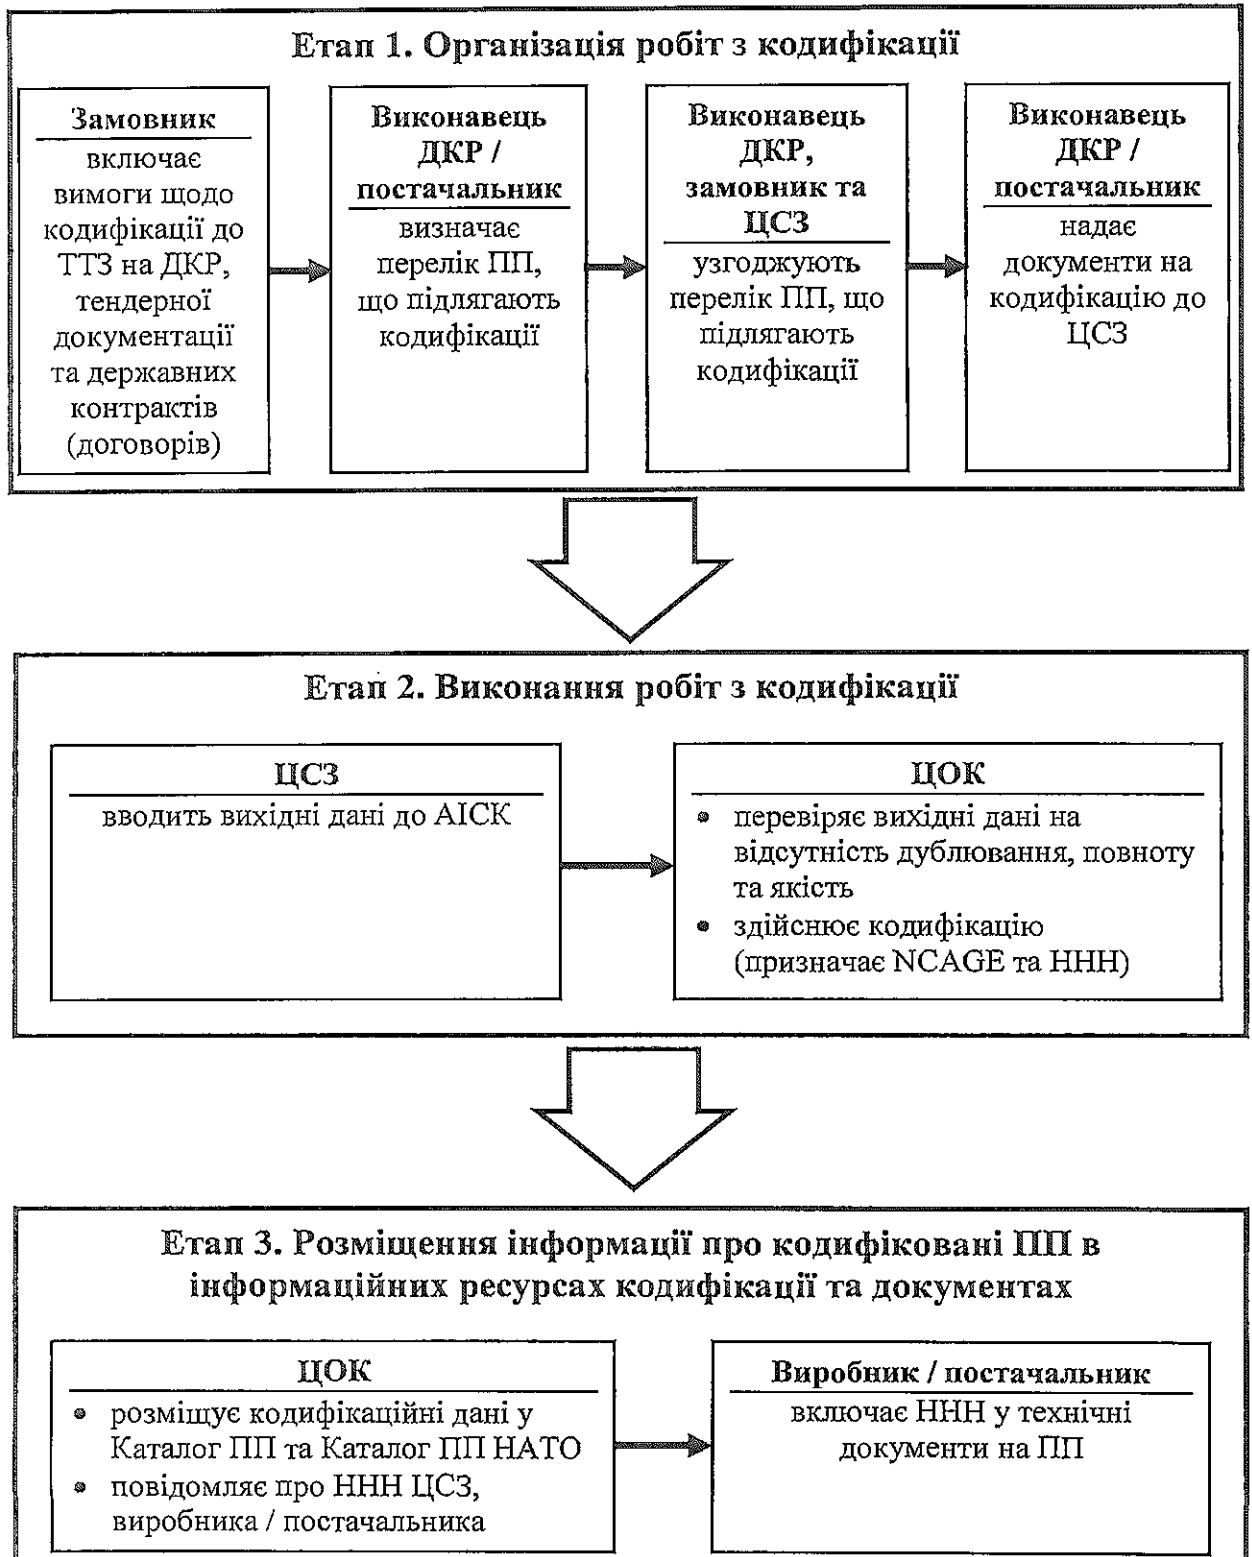 Етап 1. Організація робіт з кодифікації
Замовник
включає
вимоги щодо
кодифікації до
ТТЗ на ДКР,
тендерної
документації
та державних
контрактів
(договорів)
Виконавець
ДКР /
постачальник
визначає
перелік ПП,
що підлягають
кодифікації
Виконавець
ДКР,
замовник та
ЦСЗ
узгоджують
перелік ПП, що
підлягають
кодифікації
Виконавець
ДКР /
постачальник
надає
документи на
кодифікацію до
ЦСЗ
Етап 2. Виконання робіт з кодифікації
ЦСЗ
вводить вихідні дані до АІСК
ЦОК
• перевіряє вихідні дані на
відсутність дублювання, повноту
та якість
• здійснює кодифікацію
(призначає NCAGE та ННН)
Етап 3. Розміщення інформації про кодифіковані ПП в
інформаційних ресурсах кодифікації та документах
ЦОК
• розміщує кодифікаційні дані у
Каталог ПП та Каталог ПП НАТО
• повідомляє про ННН ЦСЗ,
виробника / постачальника
Виробник / постачальник
включає ННН у технічні
документи на ПП